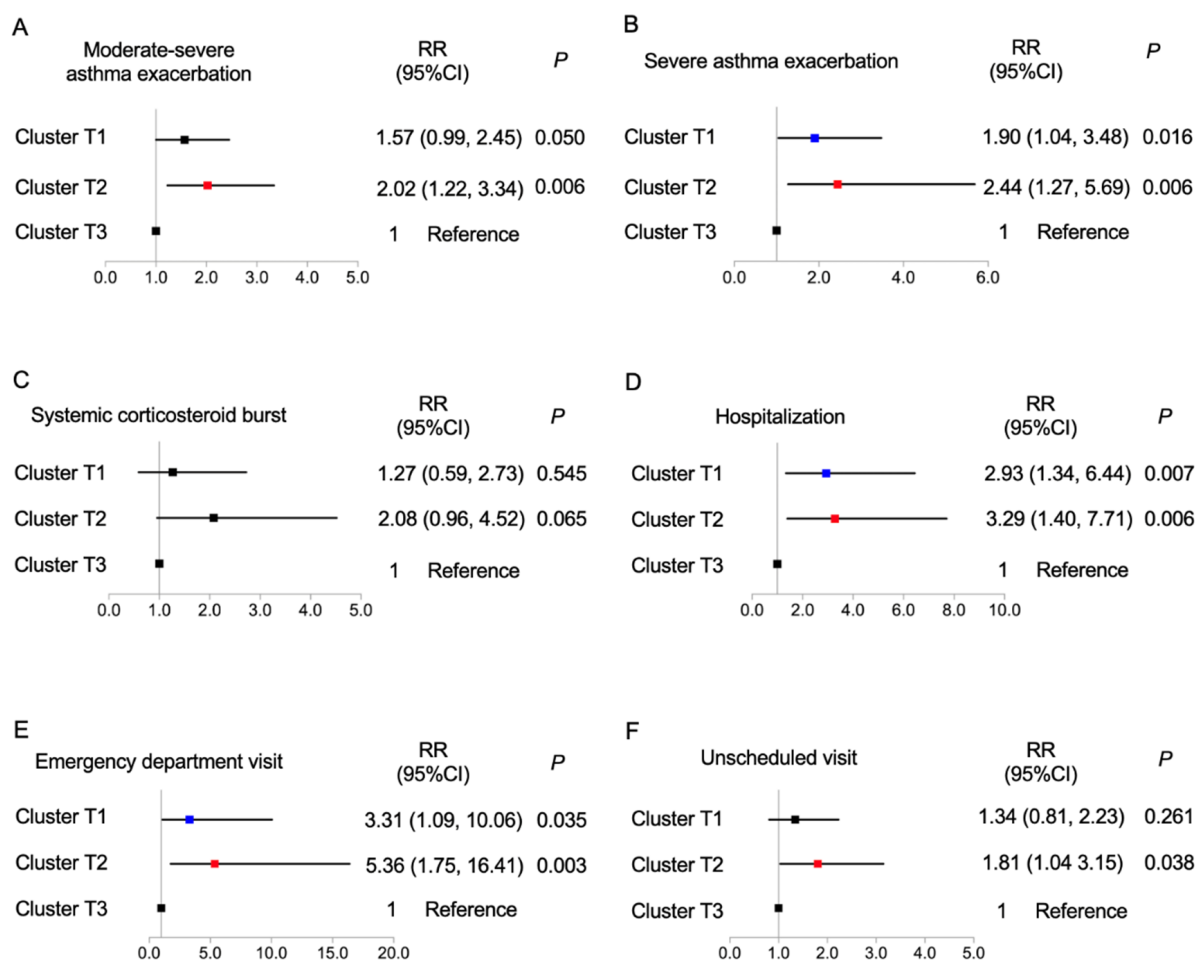 A
Moderate-severe
asthma exacerbation
RR
(95%CI)
P
Cluster T1
1.57 (0.99, 2.45) 0.050
Cluster T2
2.02 (1.22, 3.34) 0.006
Cluster T3
1 Reference
0.0 1.0 2.0 3.0 4.0 5.0
B
Severe asthma exacerbation
RR
(95%CI)
P
Cluster T1
1.90 (1.04, 3.48) 0.016
Cluster T2
2.44 (1.27, 5.69) 0.006
Cluster T3
1 Reference
0.0 2.0 4.0 6.0
C
Systemic corticosteroid burst
RR
(95%CI)
P
Cluster T1
1.27 (0.59, 2.73) 0.545
Cluster T2
2.08 (0.96, 4.52) 0.065
Cluster T3
1 Reference
0.0 1.0 2.0 3.0 4.0 5.0
D
Hospitalization
RR
(95%CI)
P
Cluster T1
2.93 (1.34, 6.44) 0.007
Cluster T2
3.29 (1.40, 7.71) 0.006
Cluster T3
1 Reference
0.0 2.0 4.0 6.0 8.0 10.0
E
Emergency department visit
RR
(95%CI)
P
Cluster T1
3.31 (1.09, 10.06) 0.035
Cluster T2
5.36 (1.75, 16.41) 0.003
Cluster T3
1 Reference
0.0 5.0 10.0 15.0 20.0
F
Unscheduled visit
RR
(95%CI)
P
Cluster T1
1.34 (0.81, 2.23) 0.261
Cluster T2
1.81 (1.04 3.15) 0.038
Cluster T3
1 Reference
0.0 1.0 2.0 3.0 4.0 5.0